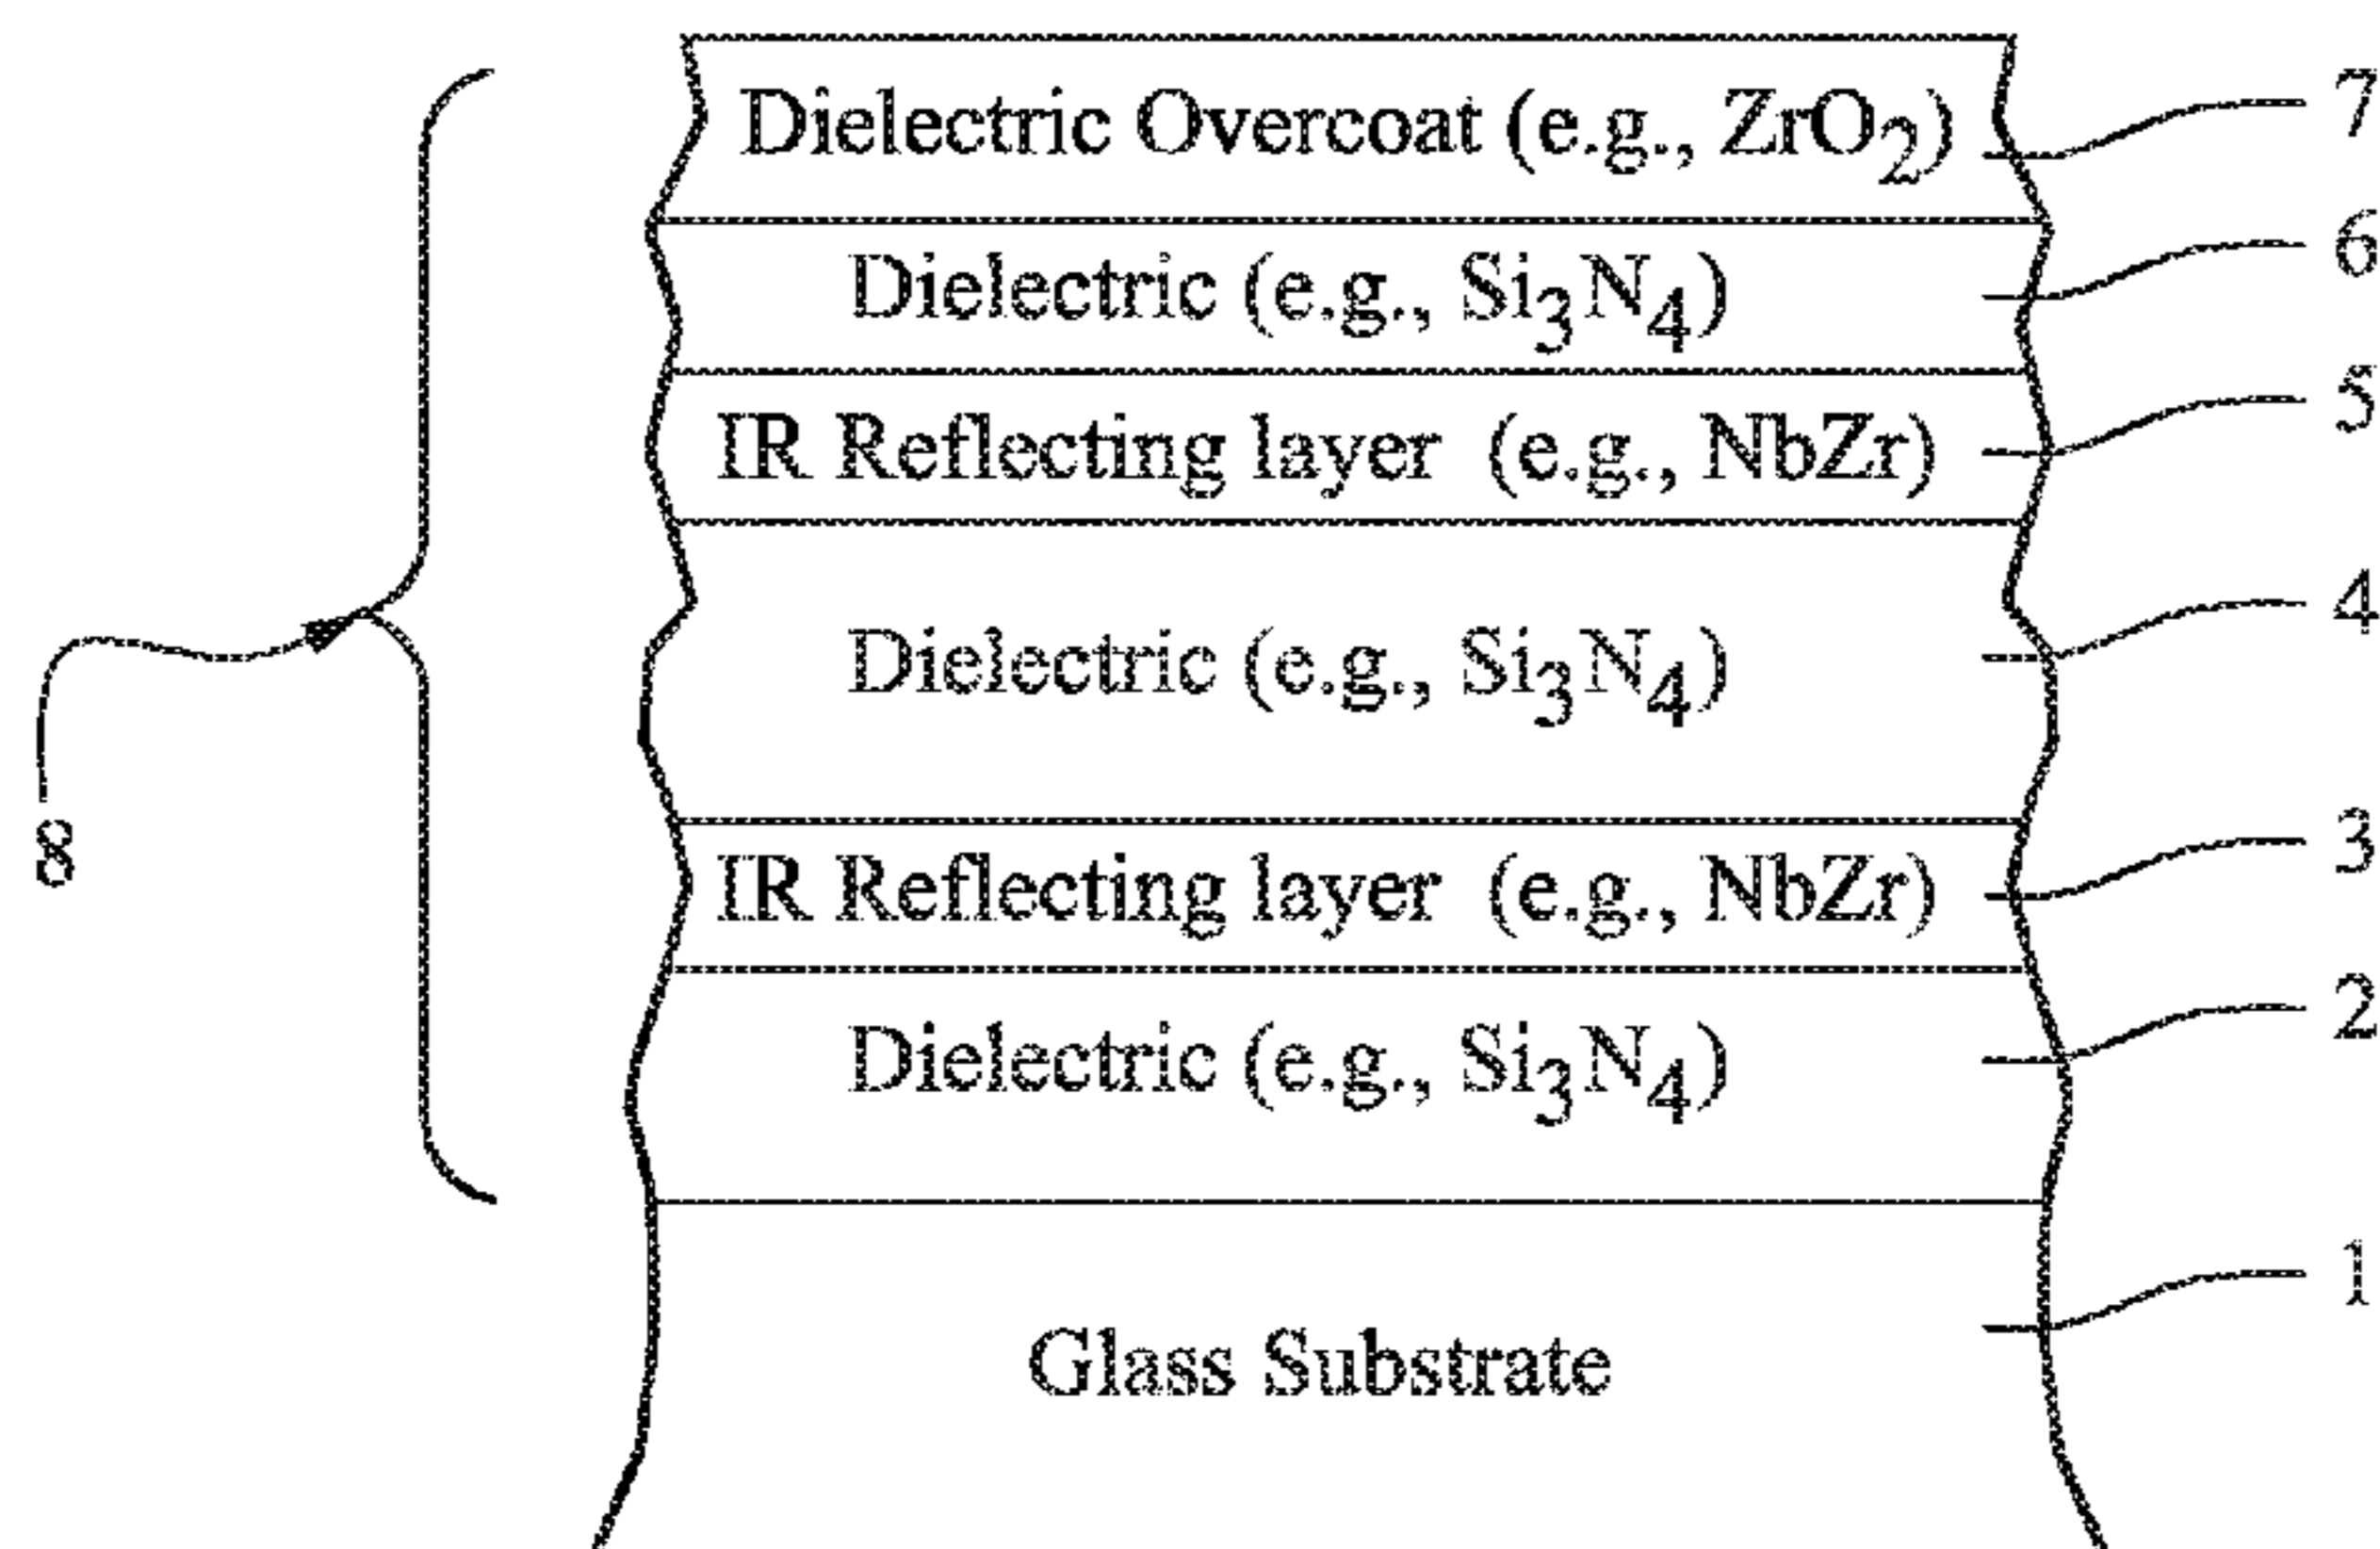 Dielectric Overcoat (e.g., ZrO₂) 7
Dielectric (e.g., Si₃N₄) 6
IR Reflecting layer (e.g., NbZr) 5
Dielectric (e.g., Si₃N₄) 4
8
IR Reflecting layer (e.g., NbZr) 3
Dielectric (e.g., Si₃N₄) 2
Glass Substrate 1